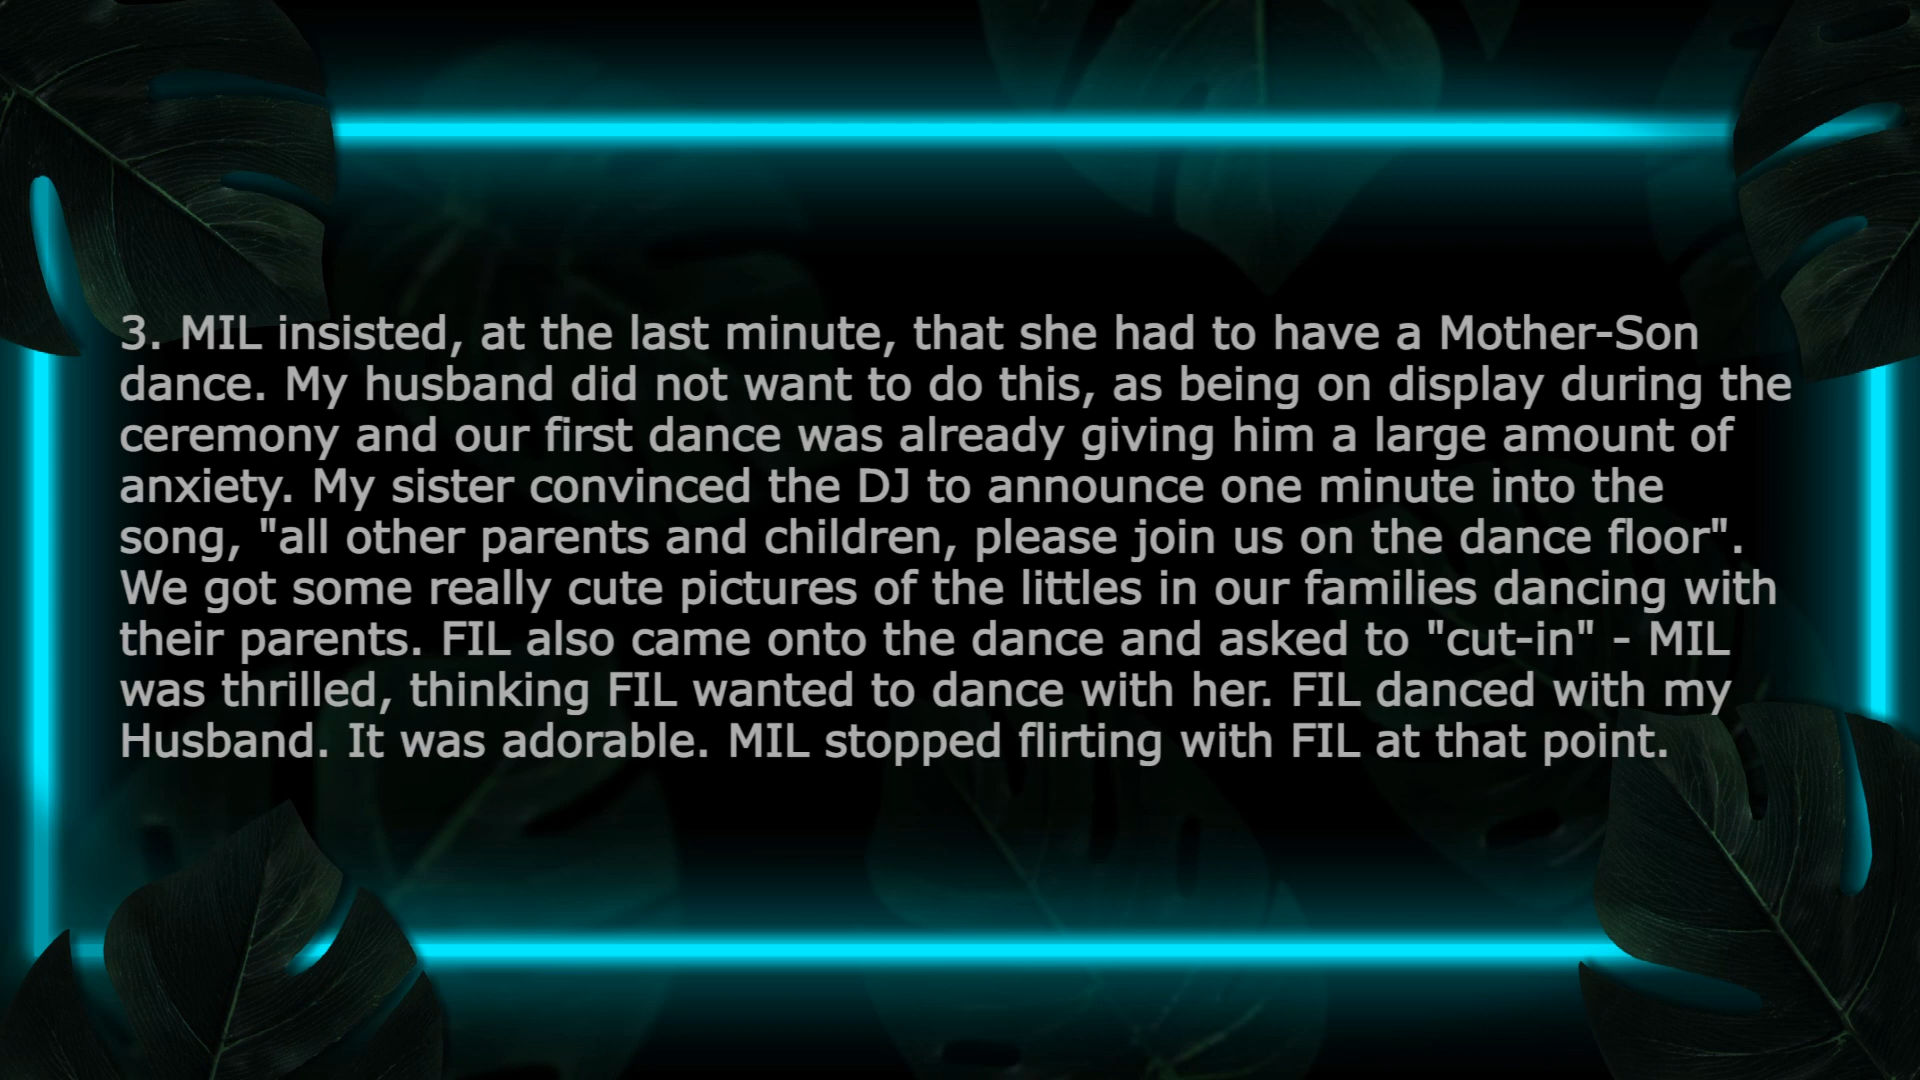 3. MIL insisted, at the last minute, that she had to have a Mother-Son
dance. My husband did not want to do this, as being on display during the
ceremony and our first dance was already giving him a large amount of
anxiety. My sister convinced the DJ to announce one minute into the
song, "all other parents and children, please join us on the dance floor".
We got some really cute pictures of the littles in our families dancing with
their parents. FIL also came onto the dance and asked to "cut-in" - MIL
was thrilled, thinking FIL wanted to dance with her. FIL danced with my
Husband. It was adorable. MIL stopped flirting with FIL at that point.